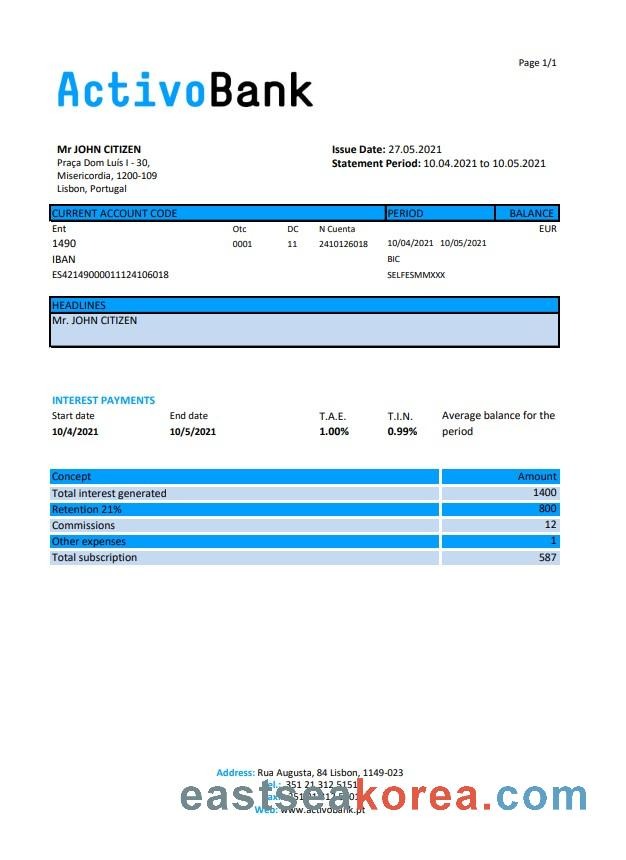 Page 1/1
ActivoBank
Mr JOHN CITIZEN
Praça Dom Luís I - 30,
Misericordia, 1200-109
Lisbon, Portugal
Issue Date: 27.05.2021
Statement Period: 10.04.2021 to 10.05.2021
CURRENT ACCOUNT CODE PERIOD BALANCE
Ent Otc DC N Cuenta EUR
1490 0001 11 2410126018 10/04/2021 10/05/2021
IBAN BIC
ES42149000011124106018 SELFESMMXXX
HEADLINES
Mr. JOHN CITIZEN
INTEREST PAYMENTS
Start date End date T.A.E. T.I.N. Average balance for the
10/4/2021 10/5/2021 1.00% 0.99% period
Concept Amount
Total interest generated 1400
Retention 21% 800
Commissions 12
Other expenses 1
Total subscription 587
Address: Rua Augusta, 84 Lisbon, 1149-023
351 21 312 5151
Web: www.activobank.pt
eastseakorea.com